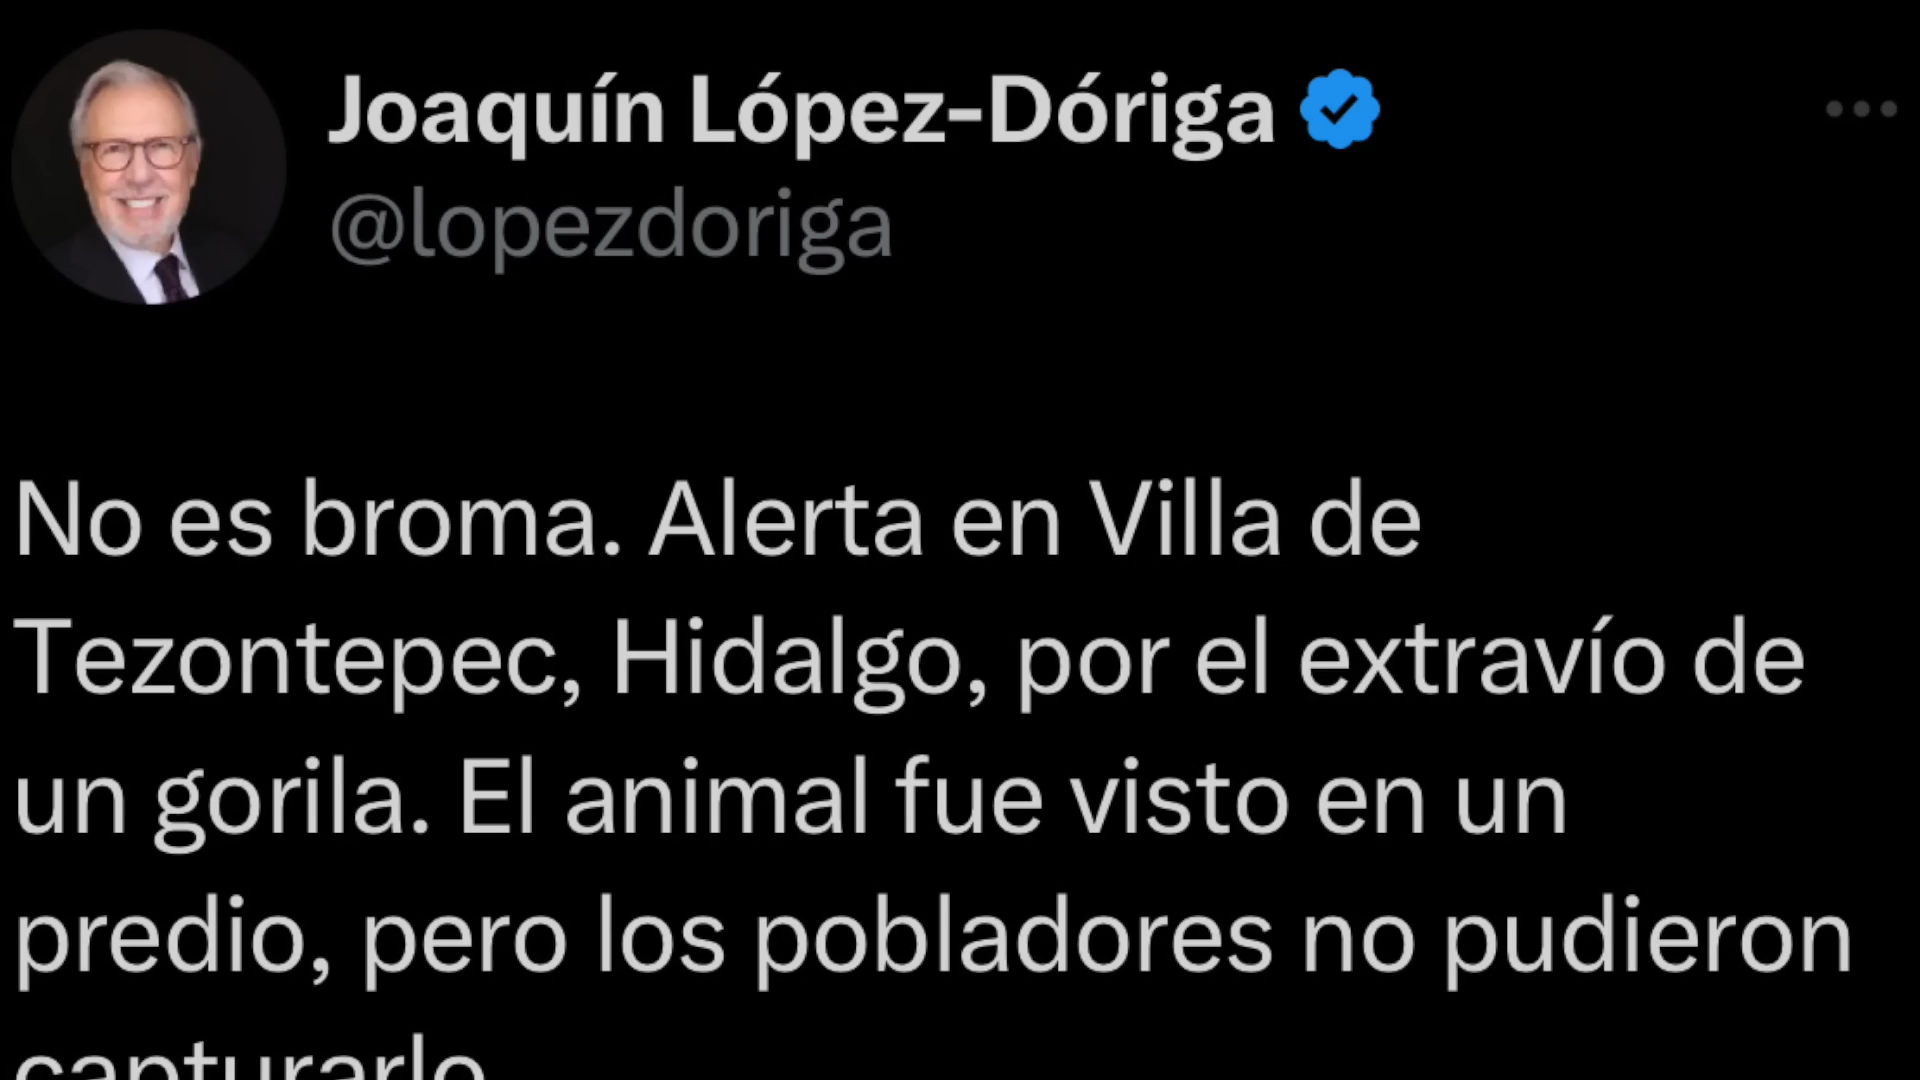 Joaquín López-Dóriga
@lopezdoriga
No es broma. Alerta en Villa de
Tezontepec, Hidalgo, por el extravío de
un gorila. El animal fue visto en un
predio, pero los pobladores no pudieron
capturarlo